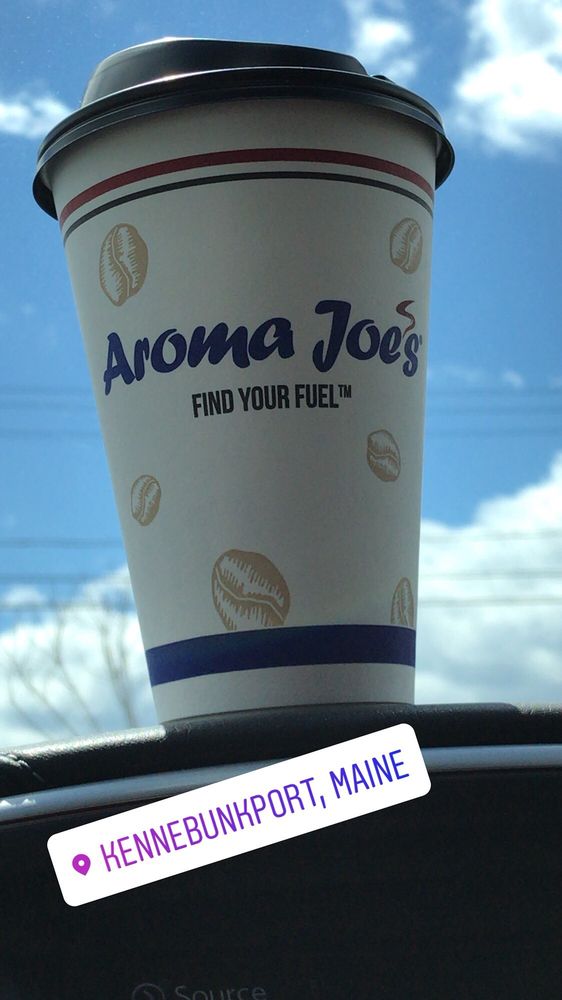 Aroma Joe's
FIND YOUR FUEL™
KENNEBUNKPORT, MAINE
Source